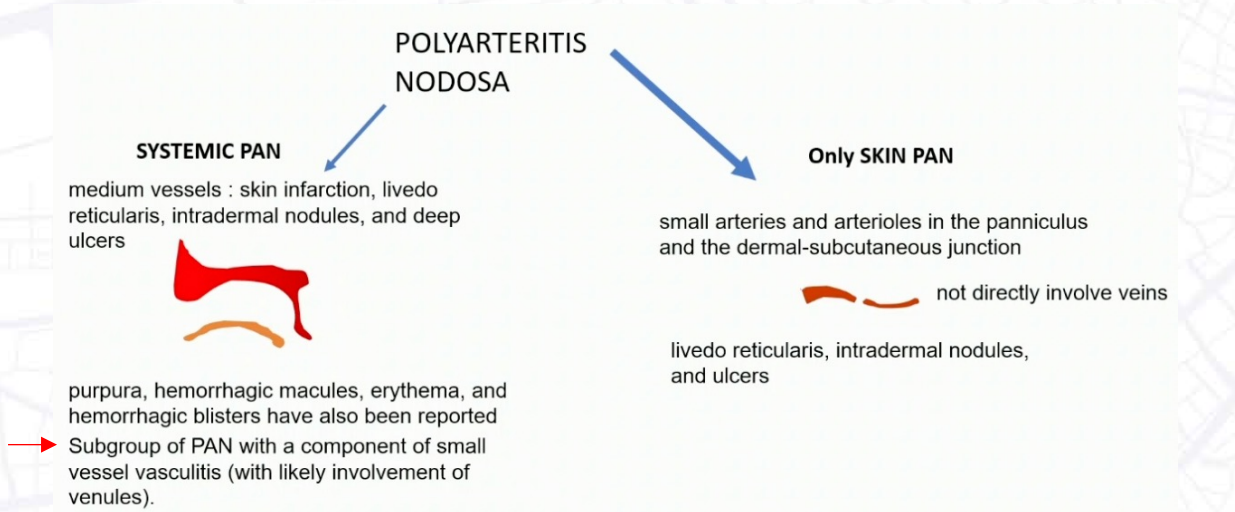 POLYARTERITIS
NODOSA
SYSTEMIC PAN
medium vessels : skin infarction, livedo
reticularis, intradermal nodules, and deep
ulcers
purpura, hemorrhagic macules, erythema, and
hemorrhagic blisters have also been reported
Subgroup of PAN with a component of small
vessel vasculitis (with likely involvement of
venules).
Only SKIN PAN
small arteries and arterioles in the panniculus
and the dermal-subcutaneous junction
not directly involve veins
livedo reticularis, intradermal nodules,
and ulcers